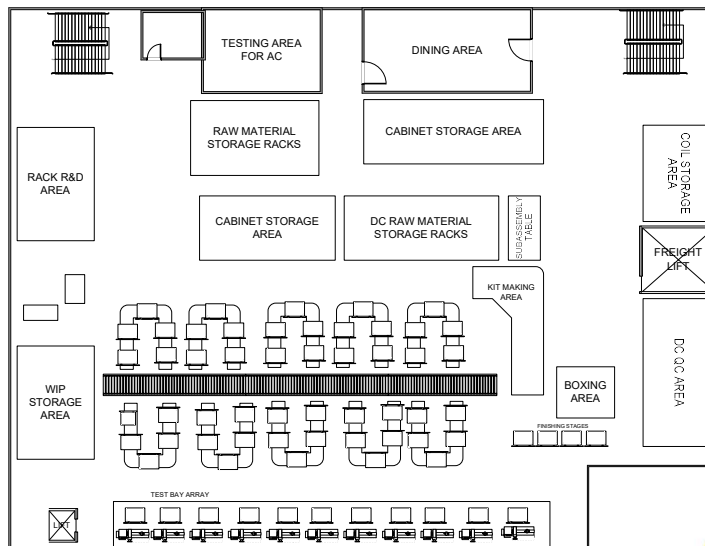 TESTING AREA
FOR AC
DINING AREA
RAW MATERIAL
STORAGE RACKS
CABINET STORAGE AREA
RACK R&D
AREA
COIL STORAGE
AREA
CABINET STORAGE
AREA
DC RAW MATERIAL
STORAGE RACKS
SUBASSEMBLY
TABLE
FREIGHT
LIFT
KIT MAKING
AREA
WIP
STORAGE
AREA
BOXING
AREA
DC QC AREA
FINISHING STAGES
TEST BAY ARRAY
LIFT